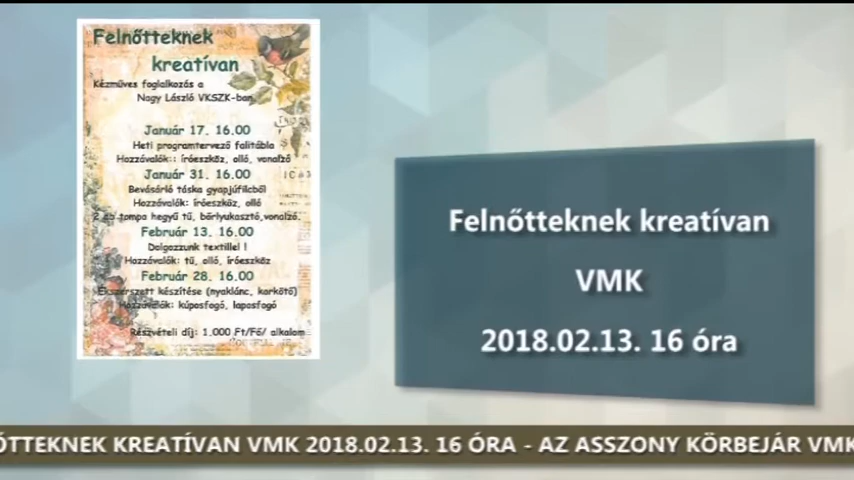 Felnőtteknek
kreatívan
Kézműves foglalkozás a
Nagy László VKSZK-ban
Január 17. 16.00
Heti programtervező falitábla
Hozzávalók:: íróeszköz, olló, vonalzó
Január 31. 16.00
Bevásárló táska gyapjúfilcből
Hozzávalók: íróeszköz, olló
2 db tompa hegyű tű, bőrlyukasztó,vonalzó.
Február 13. 16.00
Dolgozzunk textillel !
Hozzávalók: tű, olló, íróeszköz
Február 28. 16.00
Ékszerszett készítése (nyaklánc, karkötő)
Hozzávalók: kúposfogó, laposfogó
Részvételi díj: 1.000 Ft/Fő/ alkalom
Felnőtteknek kreatívan
VMK
2018.02.13. 16 óra
ŐTTEKNEK KREATÍVAN VMK 2018.02.13. 16 ÓRA - AZ ASSZONY KÖRBEJÁR VMK